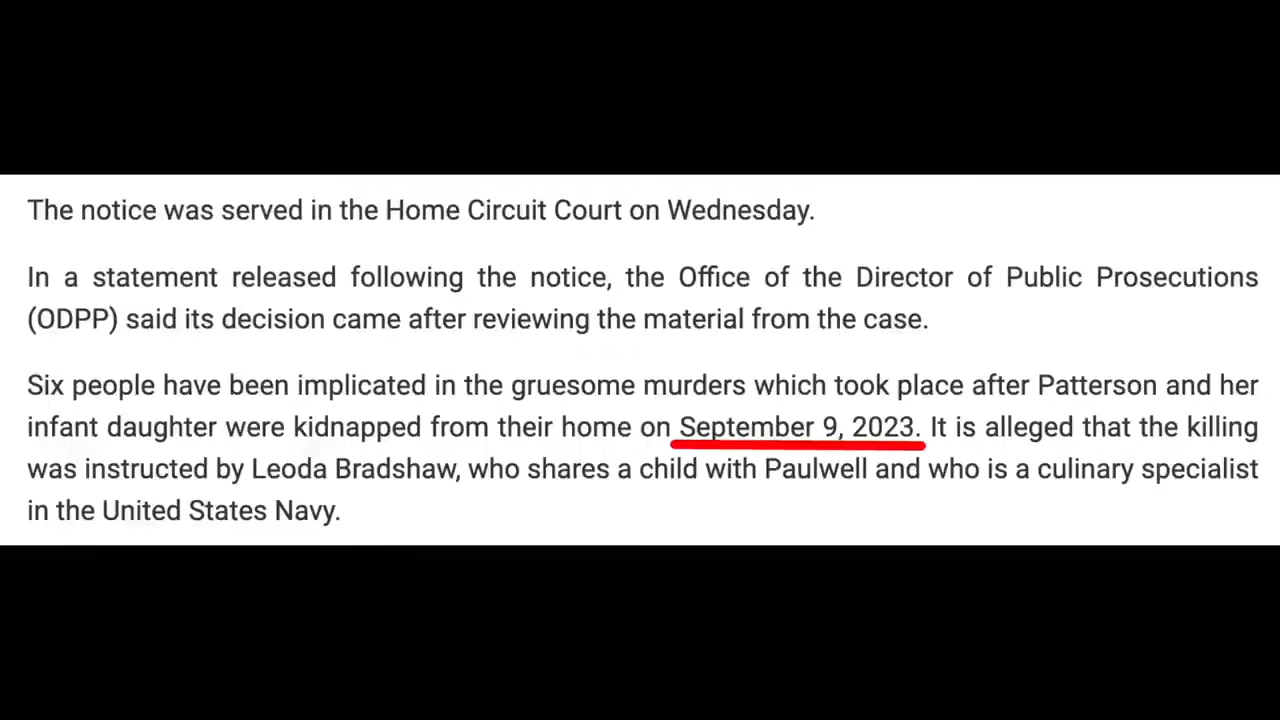 The notice was served in the Home Circuit Court on Wednesday.
In a statement released following the notice, the Office of the Director of Public Prosecutions
(ODPP) said its decision came after reviewing the material from the case.
Six people have been implicated in the gruesome murders which took place after Patterson and her
infant daughter were kidnapped from their home on September 9, 2023. It is alleged that the killing
was instructed by Leoda Bradshaw, who shares a child with Paulwell and who is a culinary specialist
in the United States Navy.